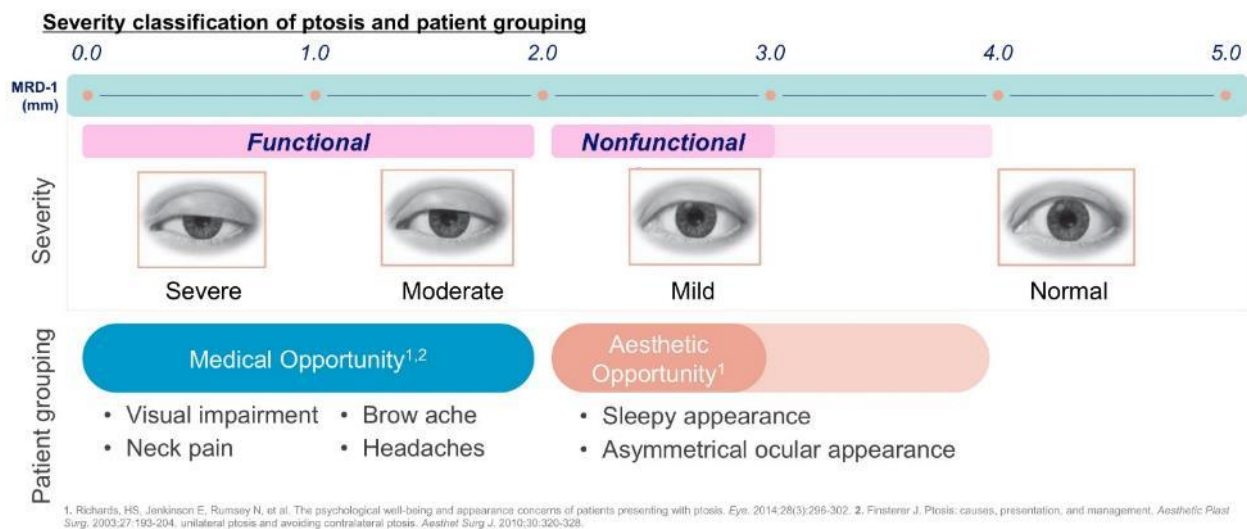 Severity classification of ptosis and patient grouping
0.0 1.0 2.0 3.0 4.0 5.0
MRD-1
(mm)
Functional Nonfunctional
Severity
Severe Moderate Mild Normal
Patient grouping
Medical Opportunity1,2
Aesthetic
Opportunity1
• Visual impairment • Brow ache • Sleepy appearance
• Neck pain • Headaches • Asymmetrical ocular appearance
1. Richards, HS, Jenkinson E, Rumsey N, et al. The psychological well-being and appearance concerns of patients presenting with ptosis. Eye. 2014;28(3):296-302. 2. Finsterer J. Ptosis: causes, presentation, and management. Aesthetic Plast
Surg. 2003;27:193-204. unilateral ptosis and avoiding contralateral ptosis. Aesthet Surg J. 2010;30:320-328.